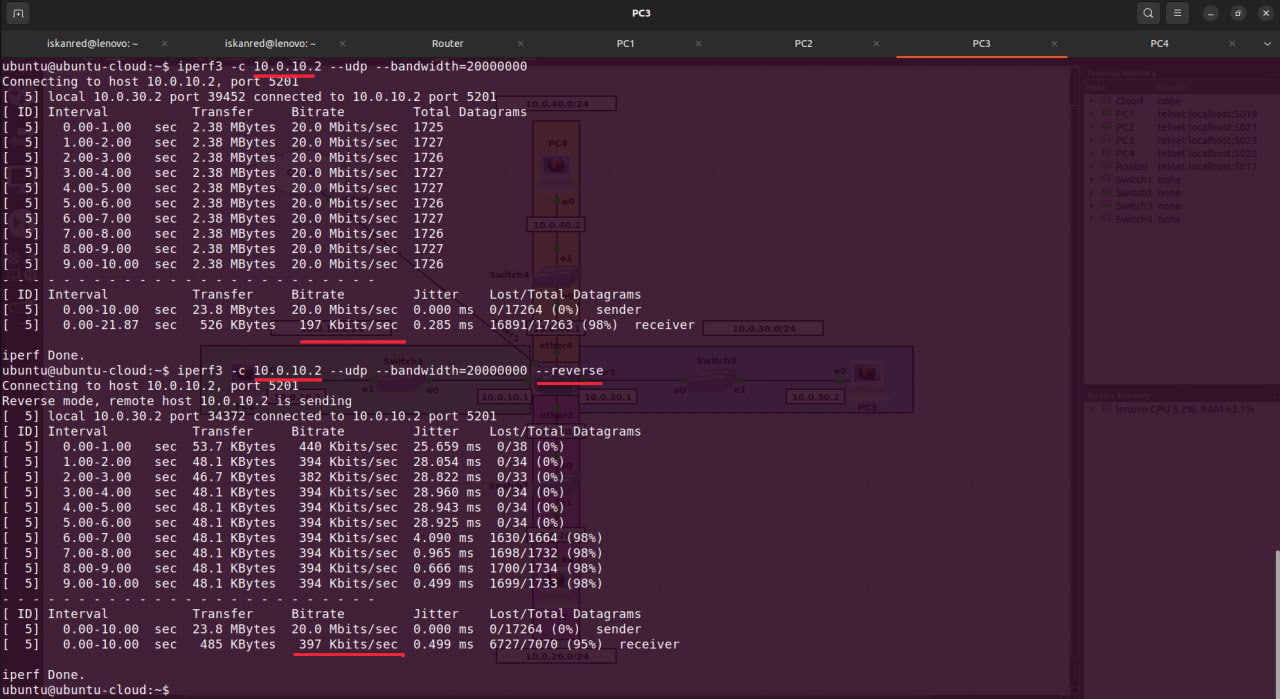 PC3
iskanred@lenovo: ~ × iskanred@lenovo: ~ × Router × PC1 × PC2 × PC3 × PC4 ×
ubuntu@ubuntu-cloud:~$ iperf3 -c 10.0.10.2 --udp --bandwidth=20000000
Connecting to host 10.0.10.2, port 5201
[  5] local 10.0.30.2 port 39452 connected to 10.0.10.2 port 5201
[ ID] Interval           Transfer     Bitrate         Total Datagrams
[  5]   0.00-1.00   sec  2.38 MBytes  20.0 Mbits/sec  1725
[  5]   1.00-2.00   sec  2.38 MBytes  20.0 Mbits/sec  1727
[  5]   2.00-3.00   sec  2.38 MBytes  20.0 Mbits/sec  1726
[  5]   3.00-4.00   sec  2.38 MBytes  20.0 Mbits/sec  1727
[  5]   4.00-5.00   sec  2.38 MBytes  20.0 Mbits/sec  1727
[  5]   5.00-6.00   sec  2.38 MBytes  20.0 Mbits/sec  1726
[  5]   6.00-7.00   sec  2.38 MBytes  20.0 Mbits/sec  1727
[  5]   7.00-8.00   sec  2.38 MBytes  20.0 Mbits/sec  1726
[  5]   8.00-9.00   sec  2.38 MBytes  20.0 Mbits/sec  1727
[  5]   9.00-10.00  sec  2.38 MBytes  20.0 Mbits/sec  1726
- - - - - - - - - - - - - - - - - - - - - - - - -
[ ID] Interval           Transfer     Bitrate         Jitter    Lost/Total Datagrams
[  5]   0.00-10.00  sec  23.8 MBytes  20.0 Mbits/sec  0.000 ms  0/17264 (0%)  sender
[  5]   0.00-21.87  sec   526 KBytes   197 Kbits/sec  0.285 ms  16891/17263 (98%)  receiver
iperf Done.
ubuntu@ubuntu-cloud:~$ iperf3 -c 10.0.10.2 --udp --bandwidth=20000000 --reverse
Connecting to host 10.0.10.2, port 5201
Reverse mode, remote host 10.0.10.2 is sending
[  5] local 10.0.30.2 port 34372 connected to 10.0.10.2 port 5201
[ ID] Interval           Transfer     Bitrate         Jitter    Lost/Total Datagrams
[  5]   0.00-1.00   sec  53.7 KBytes   440 Kbits/sec  25.659 ms  0/38 (0%)
[  5]   1.00-2.00   sec  48.1 KBytes   394 Kbits/sec  28.054 ms  0/34 (0%)
[  5]   2.00-3.00   sec  46.7 KBytes   382 Kbits/sec  28.822 ms  0/33 (0%)
[  5]   3.00-4.00   sec  48.1 KBytes   394 Kbits/sec  28.960 ms  0/34 (0%)
[  5]   4.00-5.00   sec  48.1 KBytes   394 Kbits/sec  28.943 ms  0/34 (0%)
[  5]   5.00-6.00   sec  48.1 KBytes   394 Kbits/sec  28.925 ms  0/34 (0%)
[  5]   6.00-7.00   sec  48.1 KBytes   394 Kbits/sec  4.090 ms  1630/1664 (98%)
[  5]   7.00-8.00   sec  48.1 KBytes   394 Kbits/sec  0.965 ms  1698/1732 (98%)
[  5]   8.00-9.00   sec  48.1 KBytes   394 Kbits/sec  0.666 ms  1700/1734 (98%)
[  5]   9.00-10.00  sec  48.1 KBytes   394 Kbits/sec  0.499 ms  1699/1733 (98%)
- - - - - - - - - - - - - - - - - - - - - - - - -
[ ID] Interval           Transfer     Bitrate         Jitter    Lost/Total Datagrams
[  5]   0.00-10.00  sec  23.8 MBytes  20.0 Mbits/sec  0.000 ms  0/17264 (0%)  sender
[  5]   0.00-10.00  sec   485 KBytes   397 Kbits/sec  0.499 ms  6727/7070 (95%)  receiver
iperf Done.
ubuntu@ubuntu-cloud:~$
10.0.40.0/24
PC4
e0
10.0.40.2
e1
Switch4
10.0.30.0/24
ether4
Switch3
e1
e0
10.0.10.1
10.0.30.1
e0
Switch3
e1
e0
10.0.30.2
PC3
ether2
e1
10.0.20.0/24
Topology Summary
Node Console
Cloud none
PC1 telnet localhost:5019
PC2 telnet localhost:5021
PC3 telnet localhost:5023
PC4 telnet localhost:5025
Router telnet localhost:5017
Switch1 none
Switch2 none
Switch3 none
Switch4 none
Servers Summary
lenovo CPU 3.2%, RAM 63.1%